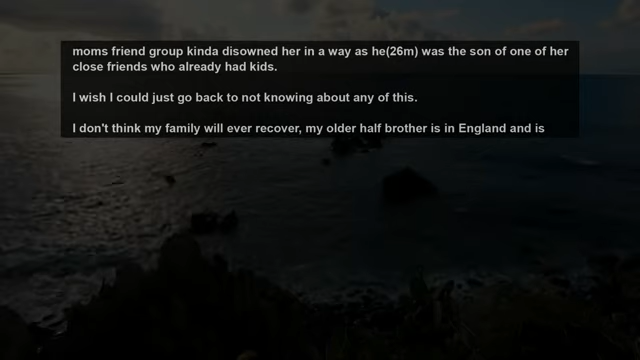 moms friend group kinda disowned her in a way as he(26m) was the son of one of her
close friends who already had kids.
I wish I could just go back to not knowing about any of this.
I don't think my family will ever recover, my older half brother is in England and is